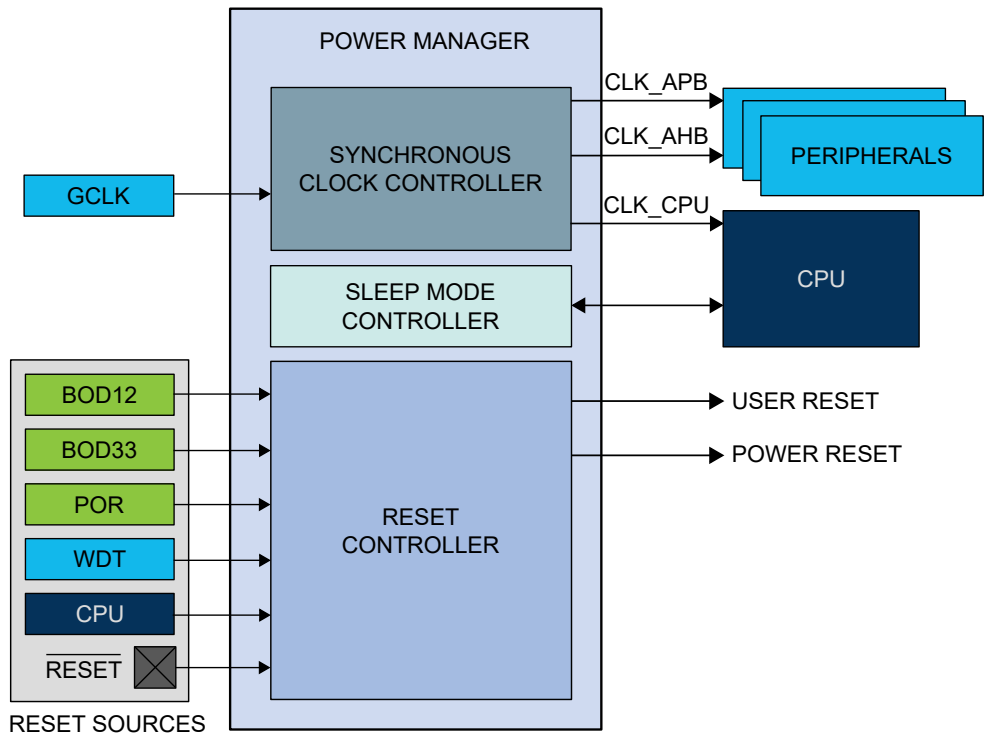 POWER MANAGER
CLK_APB
SYNCHRONOUS
CLOCK CONTROLLER
CLK_AHB
PERIPHERALS
GCLK
CLK_CPU
CPU
SLEEP MODE
CONTROLLER
BOD12
USER RESET
BOD33
POWER RESET
POR
RESET
CONTROLLER
WDT
CPU
RESET
RESET SOURCES